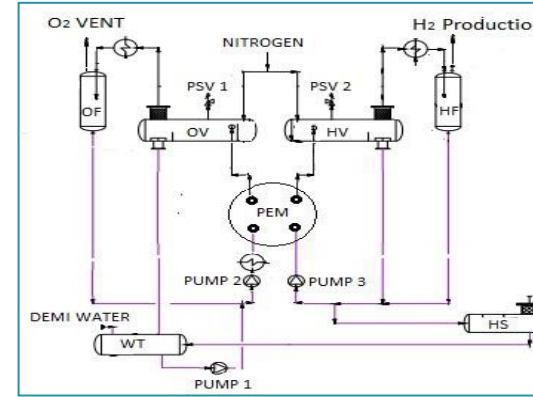 O2 VENT
H2 Productio
NITROGEN
PSV 1
PSV 2
OF
HF
OV
HV
PEM
PUMP 2
PUMP 3
DEMI WATER
HS
WT
PUMP 1